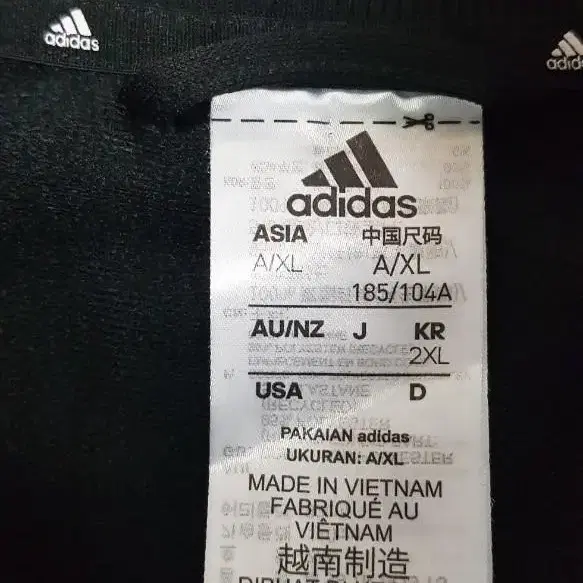 adidas
adidas
adidas
ASIA 中国尺码
A/XL A/XL
185/104A
AU/NZ J KR
2XL
USA D
PAKAIAN adidas
UKURAN: A/XL
MADE IN VIETNAM
FABRIQUÉ AU
VIÊTNAM
越南制造